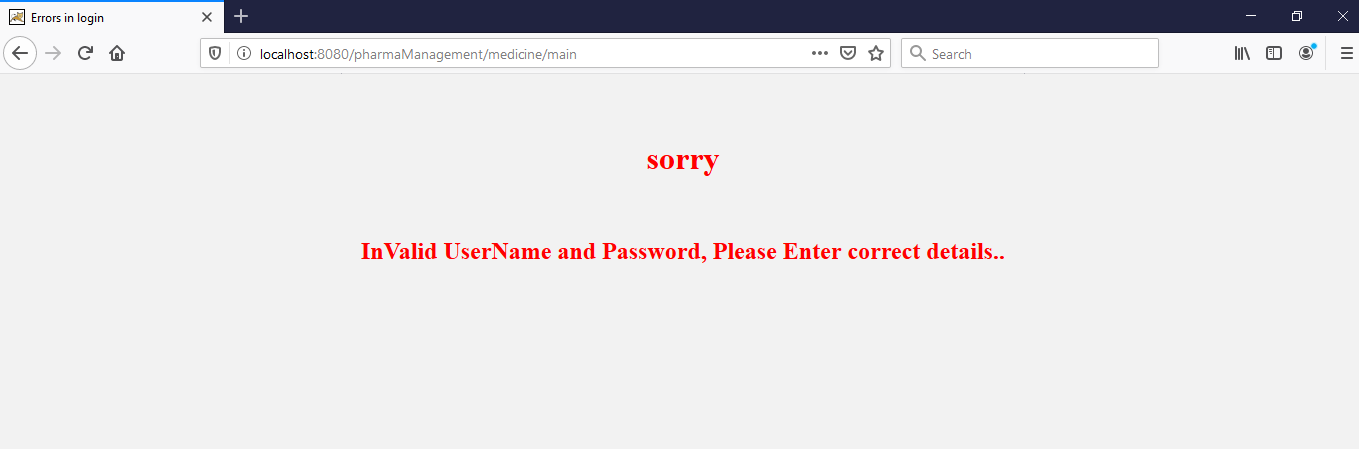 Errors in login
localhost:8080/pharmaManagement/medicine/main
Search
sorry
InValid UserName and Password, Please Enter correct details..